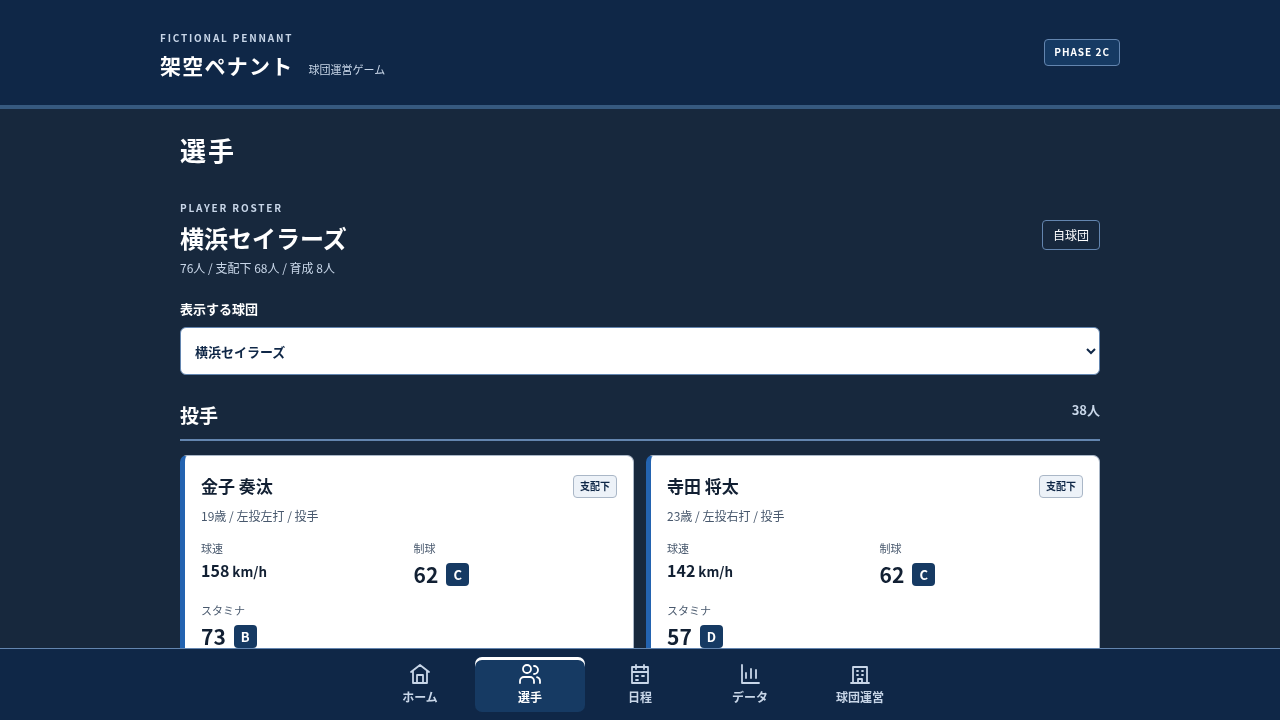 FICTIONAL PENNANT
架空ペナント 球団運営ゲーム
PHASE 2C
選手
PLAYER ROSTER
横浜セイラーズ
自球団
76人 / 支配下 68人 / 育成 8人
表示する球団
横浜セイラーズ
投手
38人
金子 奏汰
支配下
19歳 / 左投左打 / 投手
球速
制球
158 km/h
62 C
スタミナ
73 B
寺田 将太
支配下
23歳 / 左投右打 / 投手
球速
制球
142 km/h
62 C
スタミナ
57 D
ホーム
選手
日程
データ
球団運営